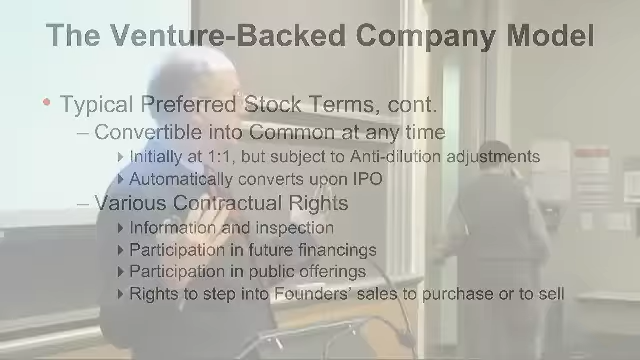 The Venture-Backed Company Model
• Typical Preferred Stock Terms, cont.
– Convertible into Common at any time
Initially at 1:1, but subject to Anti-dilution adjustments
Automatically converts upon IPO
– Various Contractual Rights
Information and inspection
Participation in future financings
Participation in public offerings
Rights to step into Founders' sales to purchase or to sell